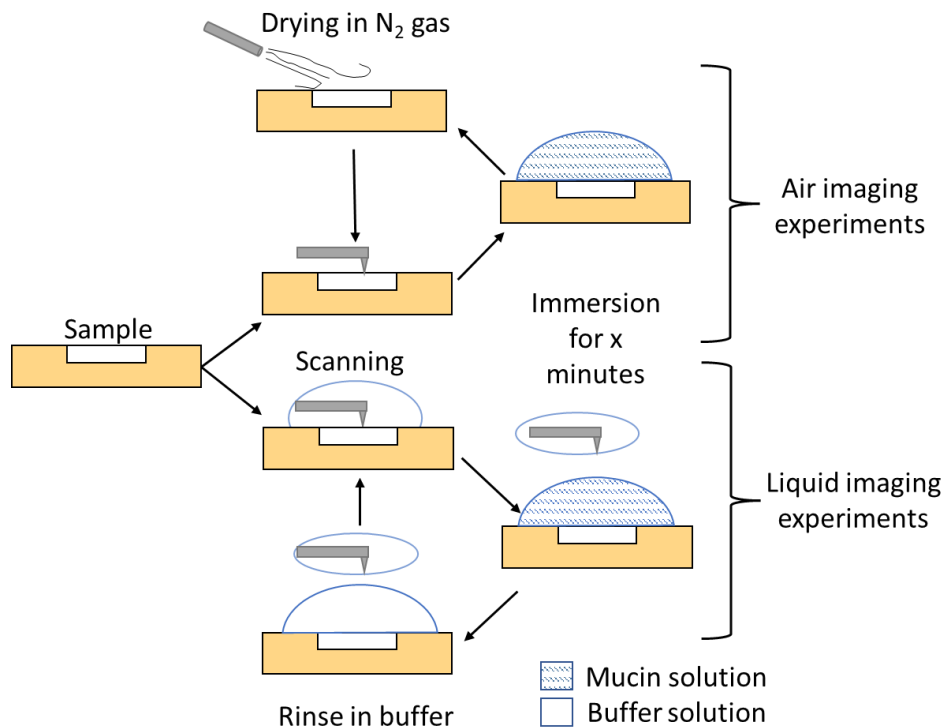 Drying in N₂ gas
Air imaging
experiments
Sample
Immersion
for x
minutes
Scanning
Liquid imaging
experiments
Rinse in buffer
Mucin solution
Buffer solution